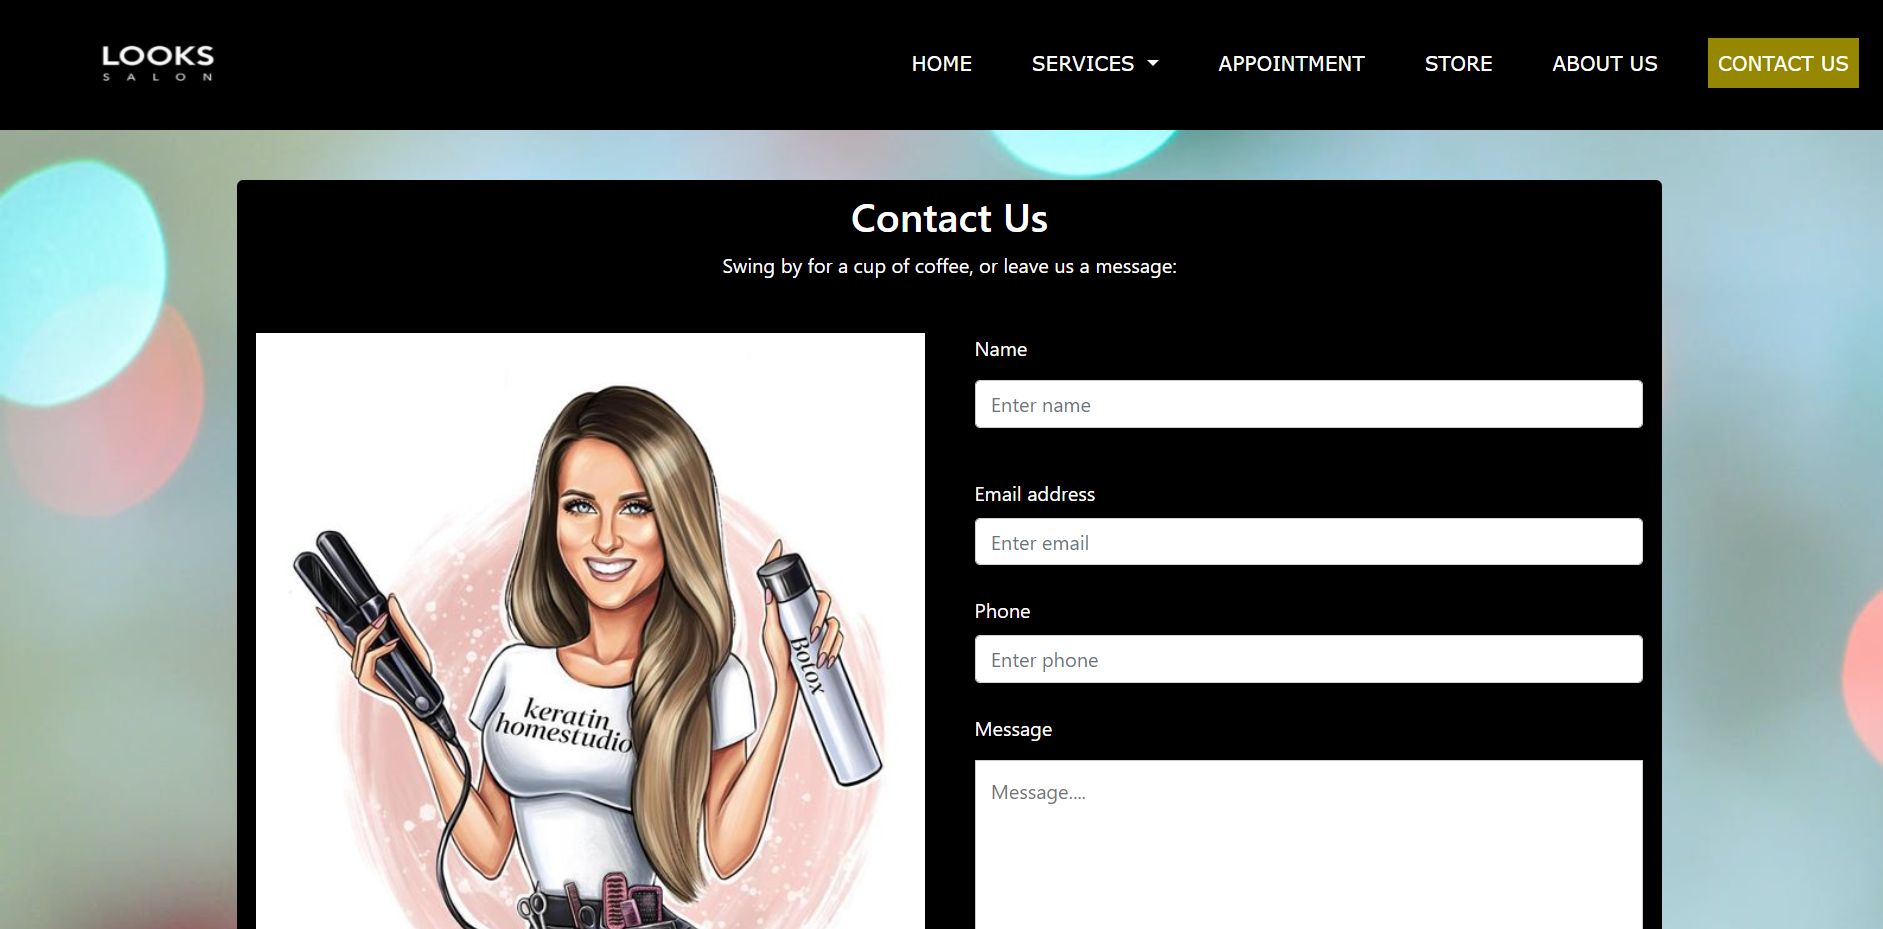 LOOKS
SALON
HOME
SERVICES
APPOINTMENT
STORE
ABOUT US
CONTACT US
Contact Us
Swing by for a cup of coffee, or leave us a message:
keratin
homestudio
Botox
Name
Enter name
Email address
Enter email
Phone
Enter phone
Message
Message....